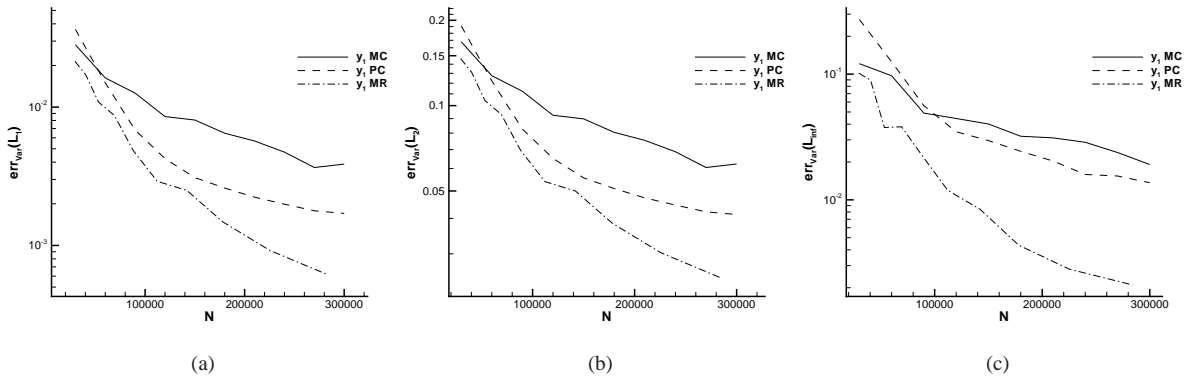 err_Var(L_1)
10^-2
10^-3
100000 200000 300000
N
y_1 MC
y_1 PC
y_1 MR
(a)
err_Var(L_2)
0.2
0.15
0.1
0.05
100000 200000 300000
N
y_1 MC
y_1 PC
y_1 MR
(b)
err_Var(L_inf)
10^-1
10^-2
100000 200000 300000
N
y_1 MC
y_1 PC
y_1 MR
(c)